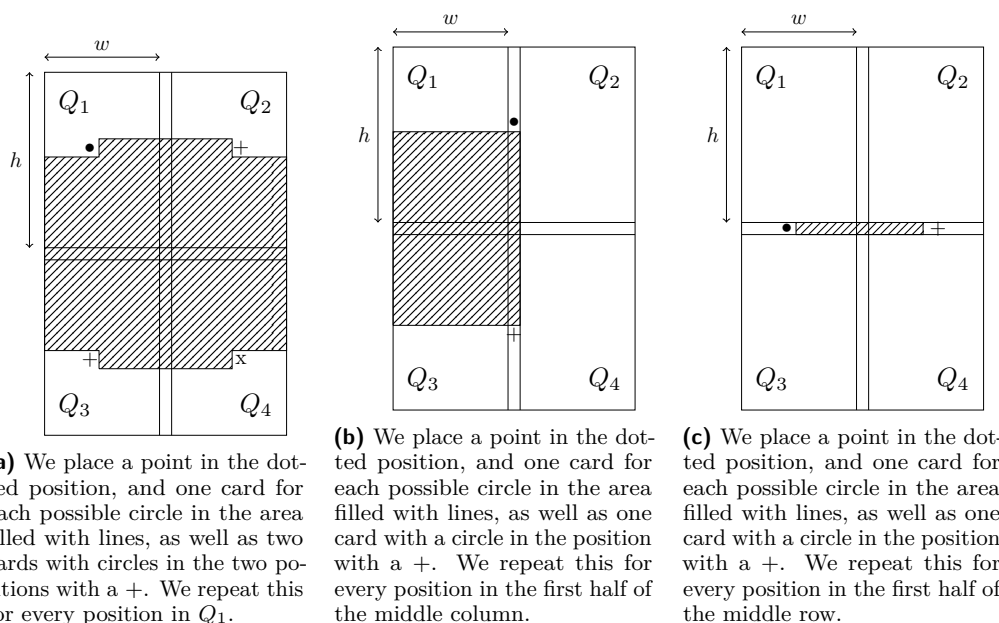 w
h
Q1
Q2
+
+
x
Q3
Q4
w
h
Q1
Q2
+
Q3
Q4
w
h
Q1
Q2
+
Q3
Q4
a) We place a point in the dot-
ted position, and one card for
each possible circle in the area
filled with lines, as well as two
cards with circles in the two po-
sitions with a +. We repeat this
for every position in Q1.
(b) We place a point in the dot-
ted position, and one card for
each possible circle in the area
filled with lines, as well as one
card with a circle in the position
with a +. We repeat this for
every position in the first half of
the middle column.
(c) We place a point in the dot-
ted position, and one card for
each possible circle in the area
filled with lines, as well as one
card with a circle in the position
with a +. We repeat this for
every position in the first half of
the middle row.